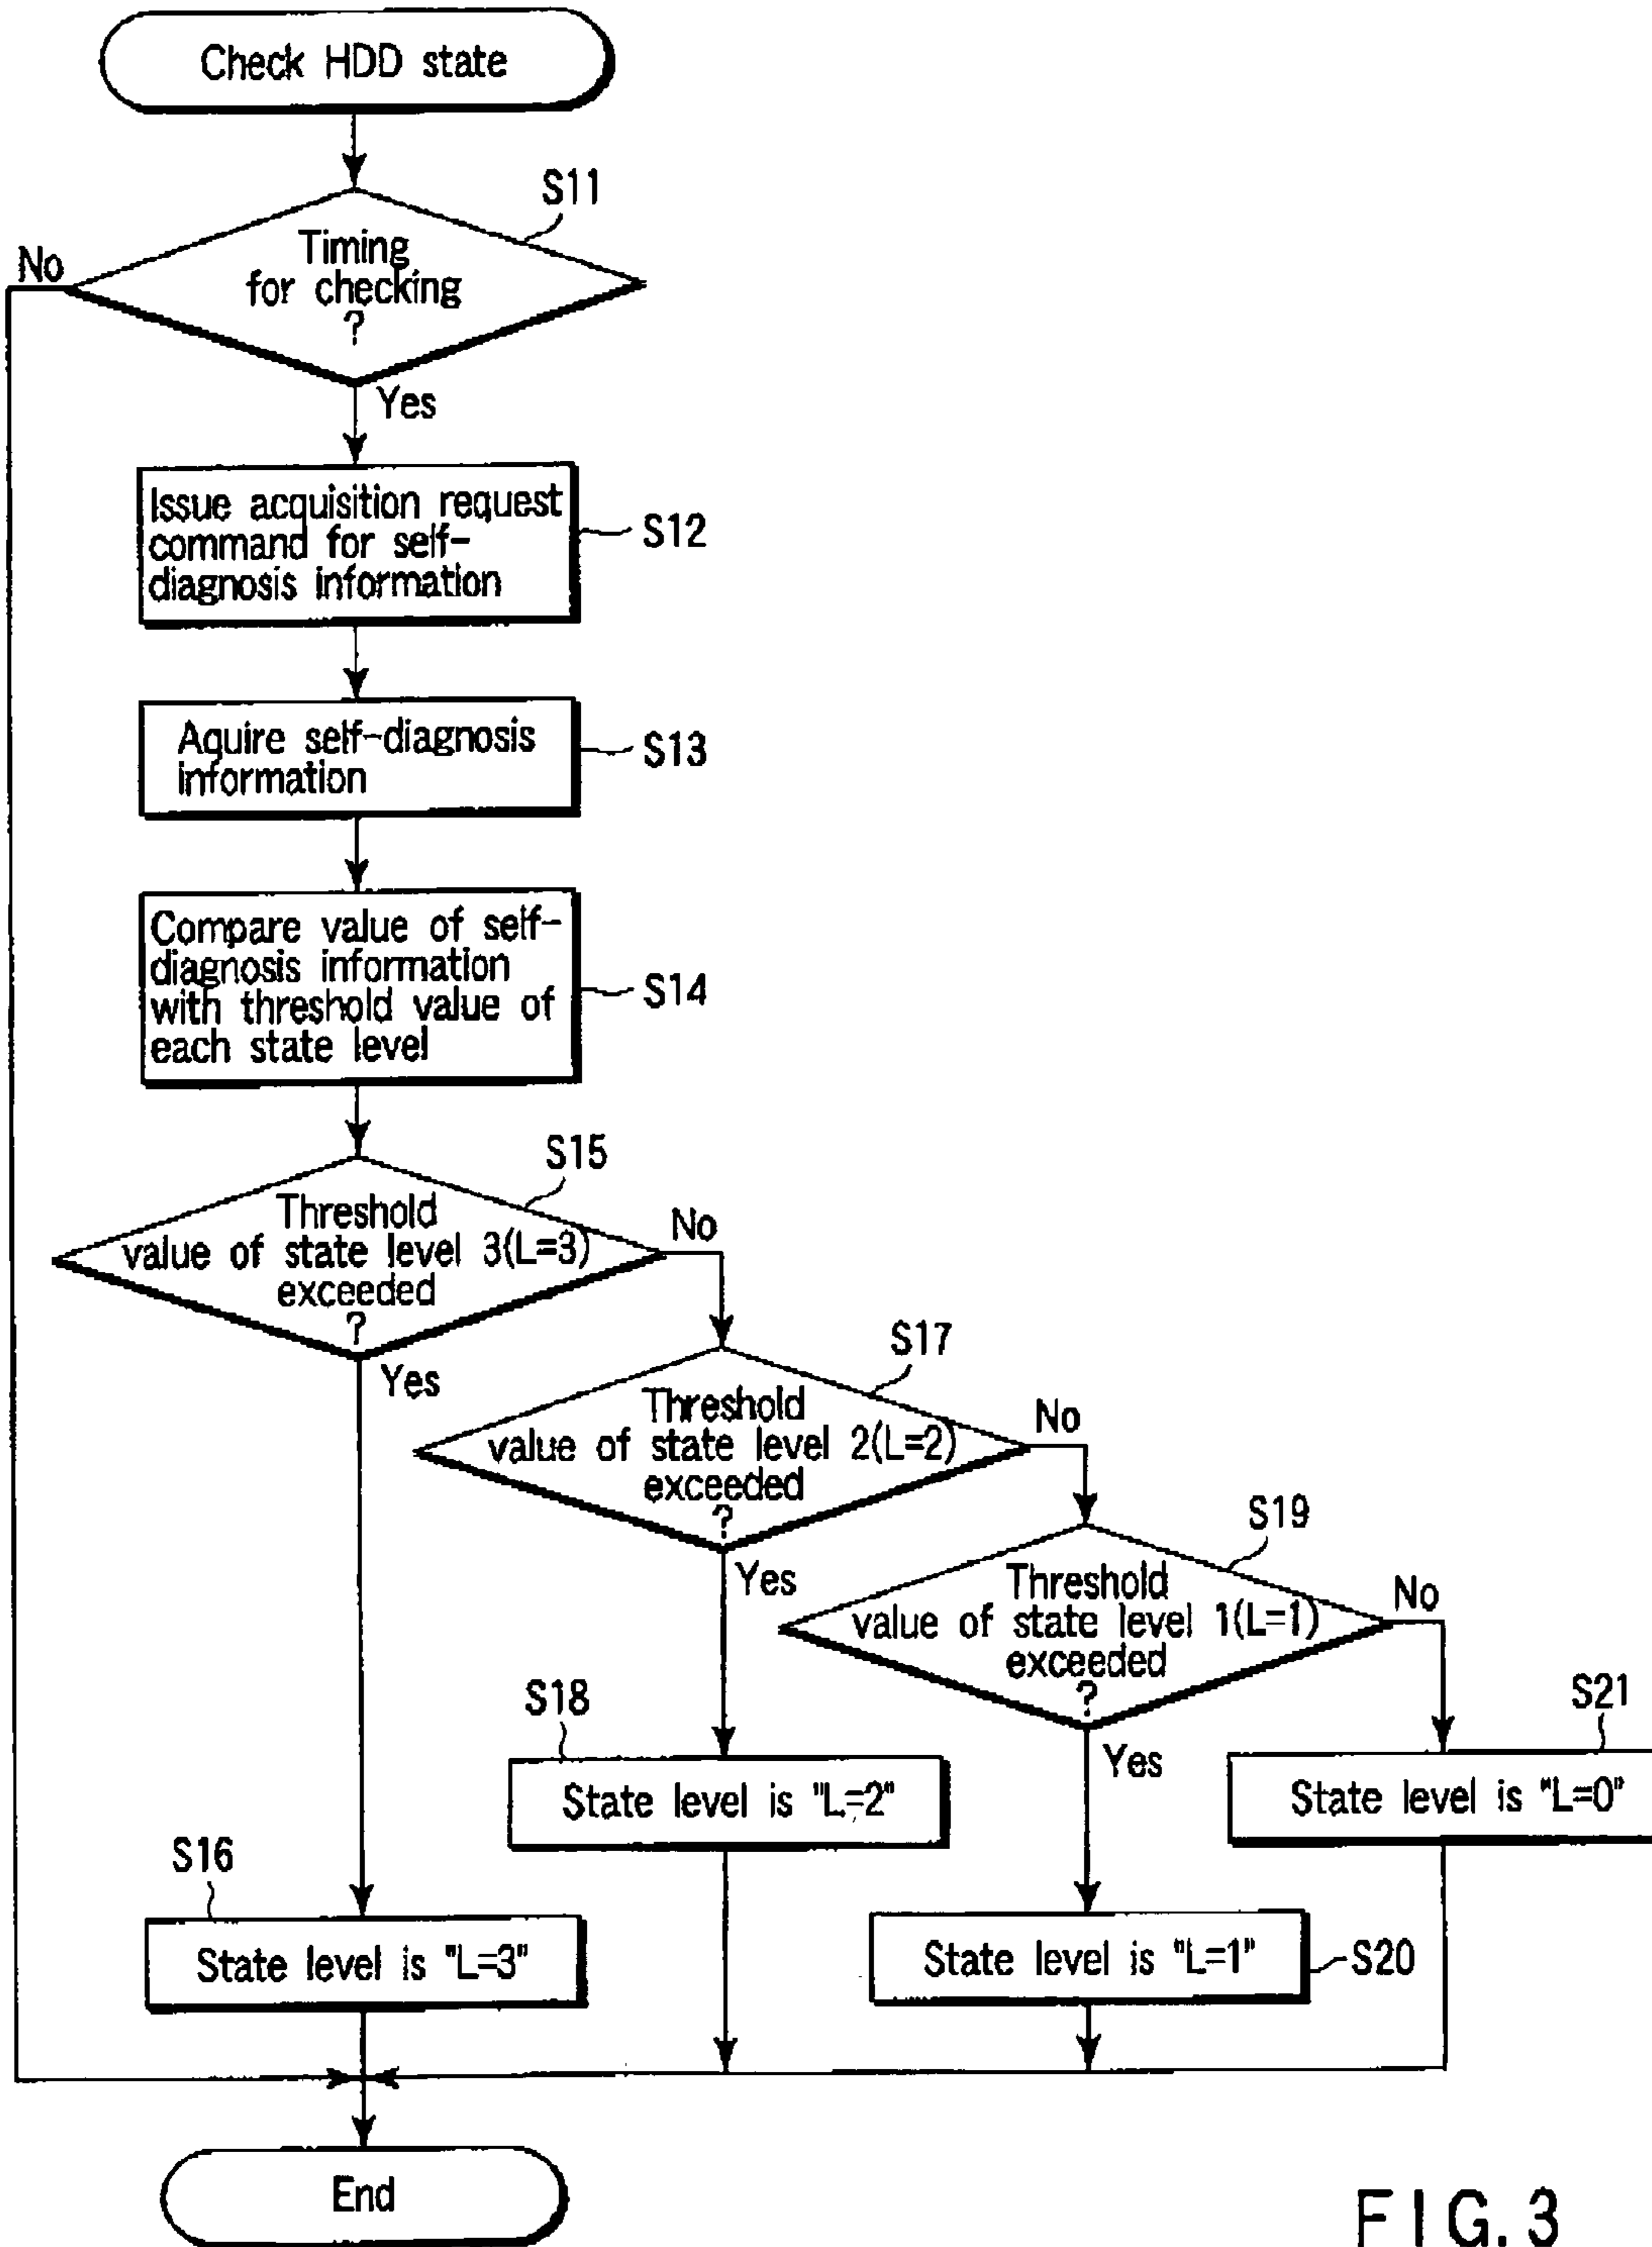 Check HDD state
S11
Timing
for checking
?
No
Yes
Issue acquisition request
command for self-
diagnosis information
S12
Aquire self-diagnosis
information
S13
Compare value of self-
diagnosis information
with threshold value of
each state level
S14
S15
Threshold
value of state level 3(L=3)
exceeded
?
No
Yes
S17
Threshold
value of state level 2(L=2)
exceeded
?
No
Yes
S19
Threshold
value of state level 1(L=1)
exceeded
?
No
Yes
S18
State level is "L=2"
S21
State level is "L=0"
S16
State level is "L=3"
State level is "L=1"
S20
End
FIG. 3